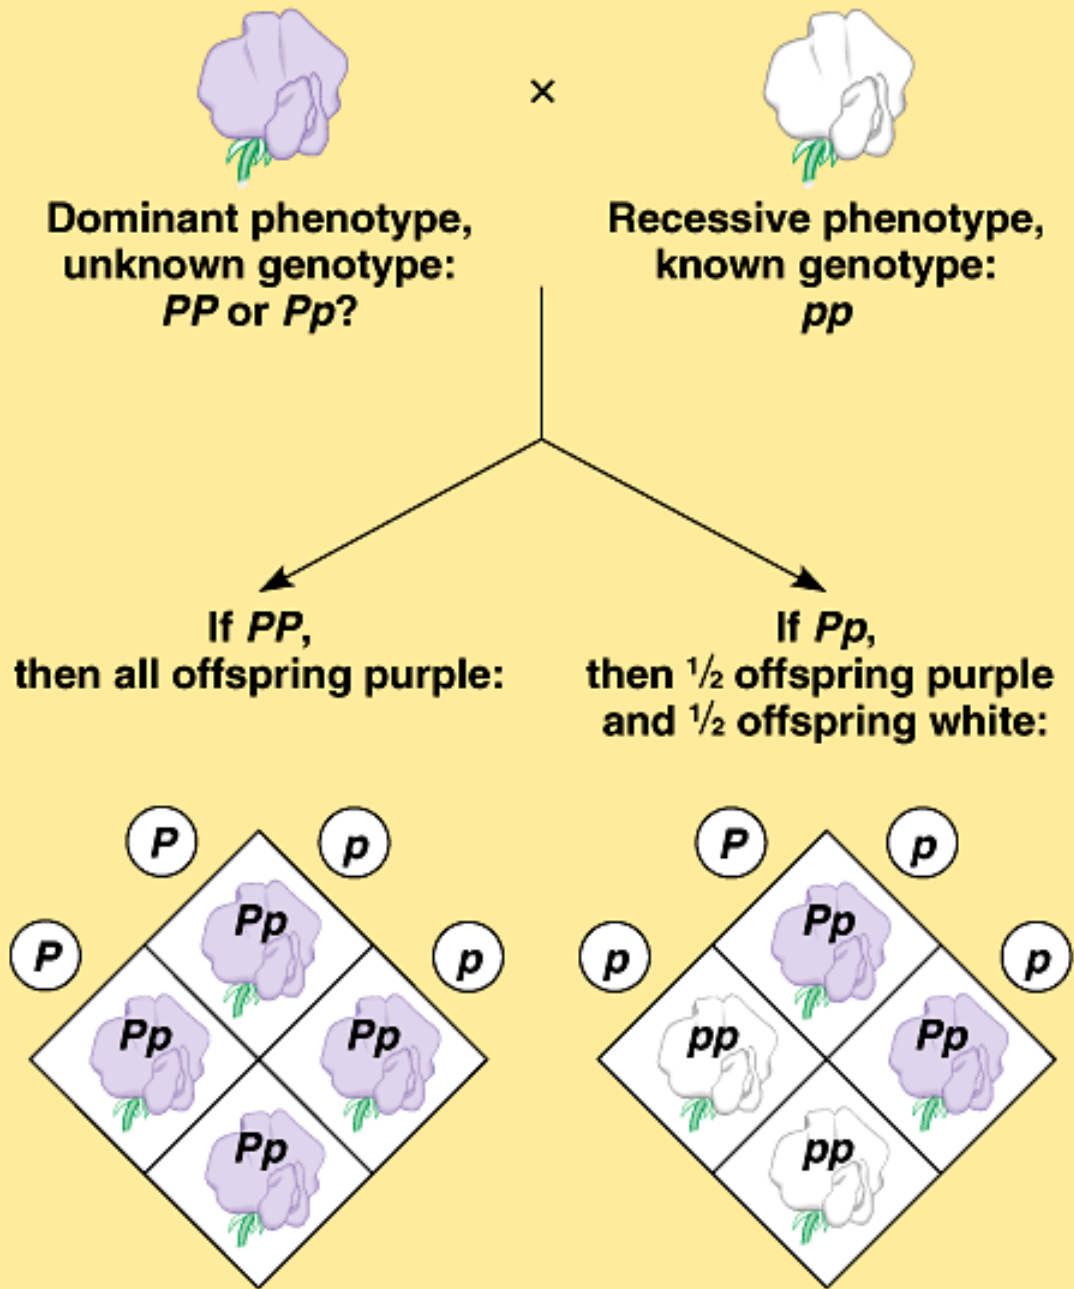 ×
Dominant phenotype,
unknown genotype:
PP or Pp?
Recessive phenotype,
known genotype:
pp
If PP,
then all offspring purple:
If Pp,
then ½ offspring purple
and ½ offspring white:
P
p
P
p
Pp
Pp
Pp
Pp
P
p
p
p
Pp
pp
Pp
pp